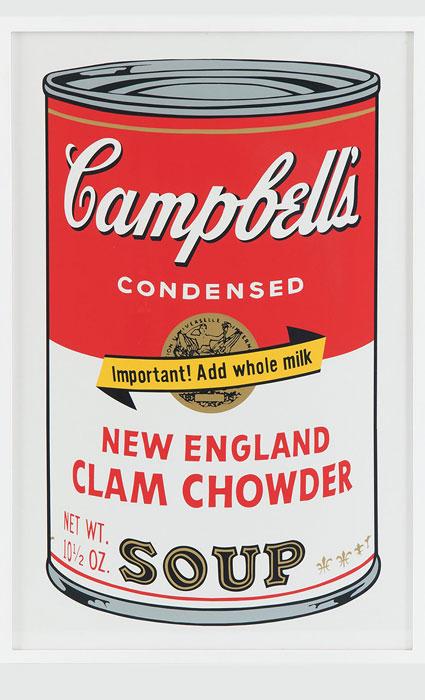 Campbell's
CONDENSED
Important! Add whole milk
NEW ENGLAND
CLAM CHOWDER
NET WT.
10½ OZ.
SOUP